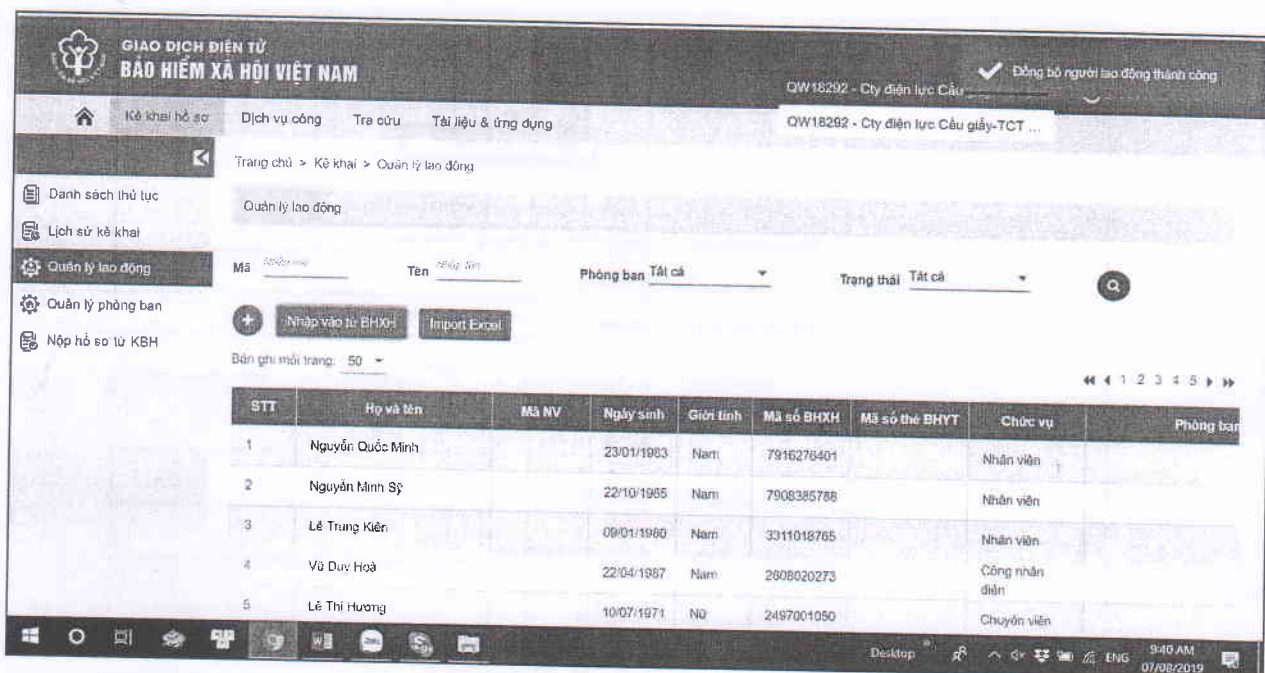 GIAO DỊCH ĐIỆN TỬ
BẢO HIỂM XÃ HỘI VIỆT NAM
Đồng bộ người lao động thành công
QW18292 - Cty điện lực Cầu
QW18292 - Cty điện lực Cầu giấy-TCT ...
Kê khai hồ sơ Dịch vụ công Tra cứu Tài liệu & ứng dụng
Trang chủ > Kê khai > Quản lý lao động
Danh sách thủ tục
Lịch sử kê khai
Quản lý lao động
Quản lý phòng ban
Nộp hồ sơ từ KBH
Quản lý lao động
Mã Nhập mã Tên Nhập tên Phòng ban Tất cả Trạng thái Tất cả
Nhập vào từ BHXH Import Excel
Bản ghi mỗi trang: 50
1 2 3 4 5
STT Họ và tên Mã NV Ngày sinh Giới tính Mã số BHXH Mã số thẻ BHYT Chức vụ Phòng ban
1 Nguyễn Quốc Minh 23/01/1983 Nam 7916276401 Nhân viên
2 Nguyễn Minh Sỹ 22/10/1965 Nam 7908385788 Nhân viên
3 Lê Trung Kiên 09/01/1980 Nam 3311018765 Nhân viên
4 Vũ Duy Hoà 22/04/1987 Nam 2608020273 Công nhân
điện
5 Lê Thị Hương 10/07/1971 Nữ 2497001050 Chuyên viên
Desktop ENG 9:40 AM
07/08/2019